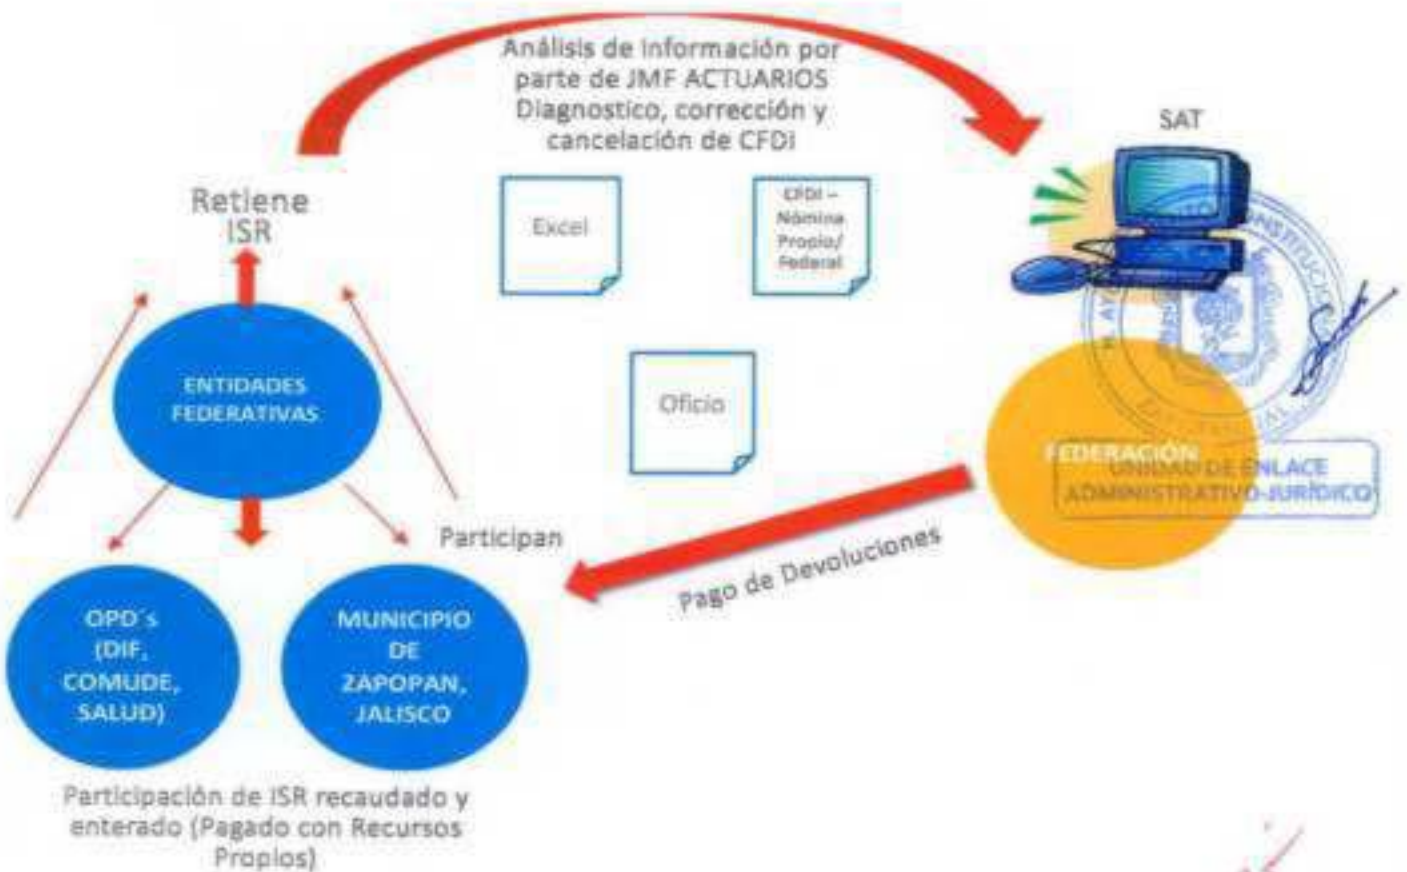 Análisis de Información por
parte de JMF ACTUARIOS
Diagnostico, corrección y
cancelación de CFDI
SAT
Retiene
ISR
Excel
CFDI –
Nómina
Propio/
Federal
ENTIDADES
FEDERATIVAS
Oficio
FEDERACIÓN
UNIDAD DE ENLACE
ADMINISTRATIVO-JURÍDICO
Participan
Pago de Devoluciones
OPD´s
(DIF,
COMUDE,
SALUD)
MUNICIPIO
DE
ZAPOPAN,
JALISCO
Participación de ISR recaudado y
enterado (Pagado con Recursos
Propios)